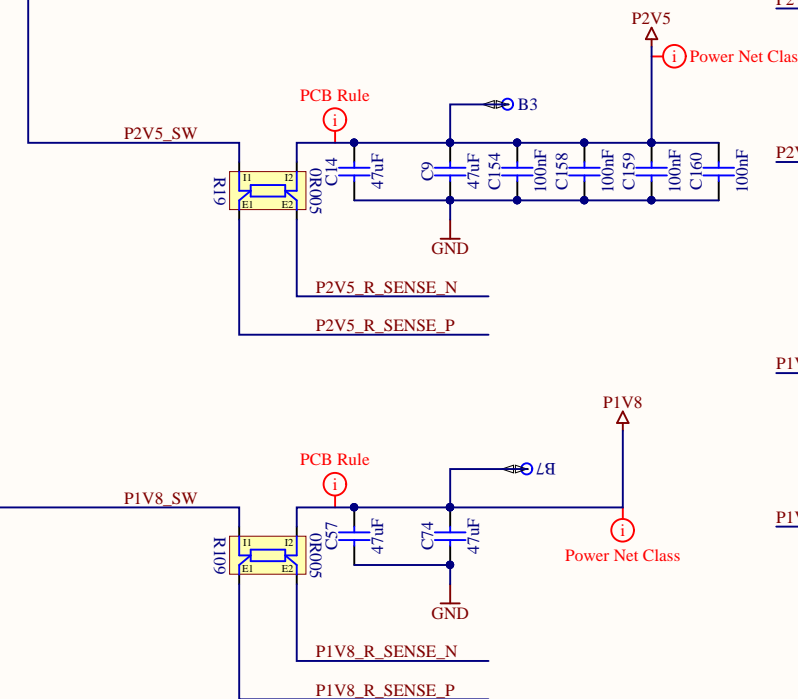 P2V5
Power Net Clas
PCB Rule
B3
P2V5_SW
C14
47uF
C9
47uF
C154
100nF
C158
100nF
C159
100nF
C160
100nF
R19
I1
I2
E1
E2
0R005
GND
P2V5_R_SENSE_N
P2V5_R_SENSE_P
P1V8
PCB Rule
B7
P1V8_SW
C57
47uF
C74
47uF
R109
I1
I2
E1
E2
0R005
Power Net Class
GND
P1V8_R_SENSE_N
P1V8_R_SENSE_P